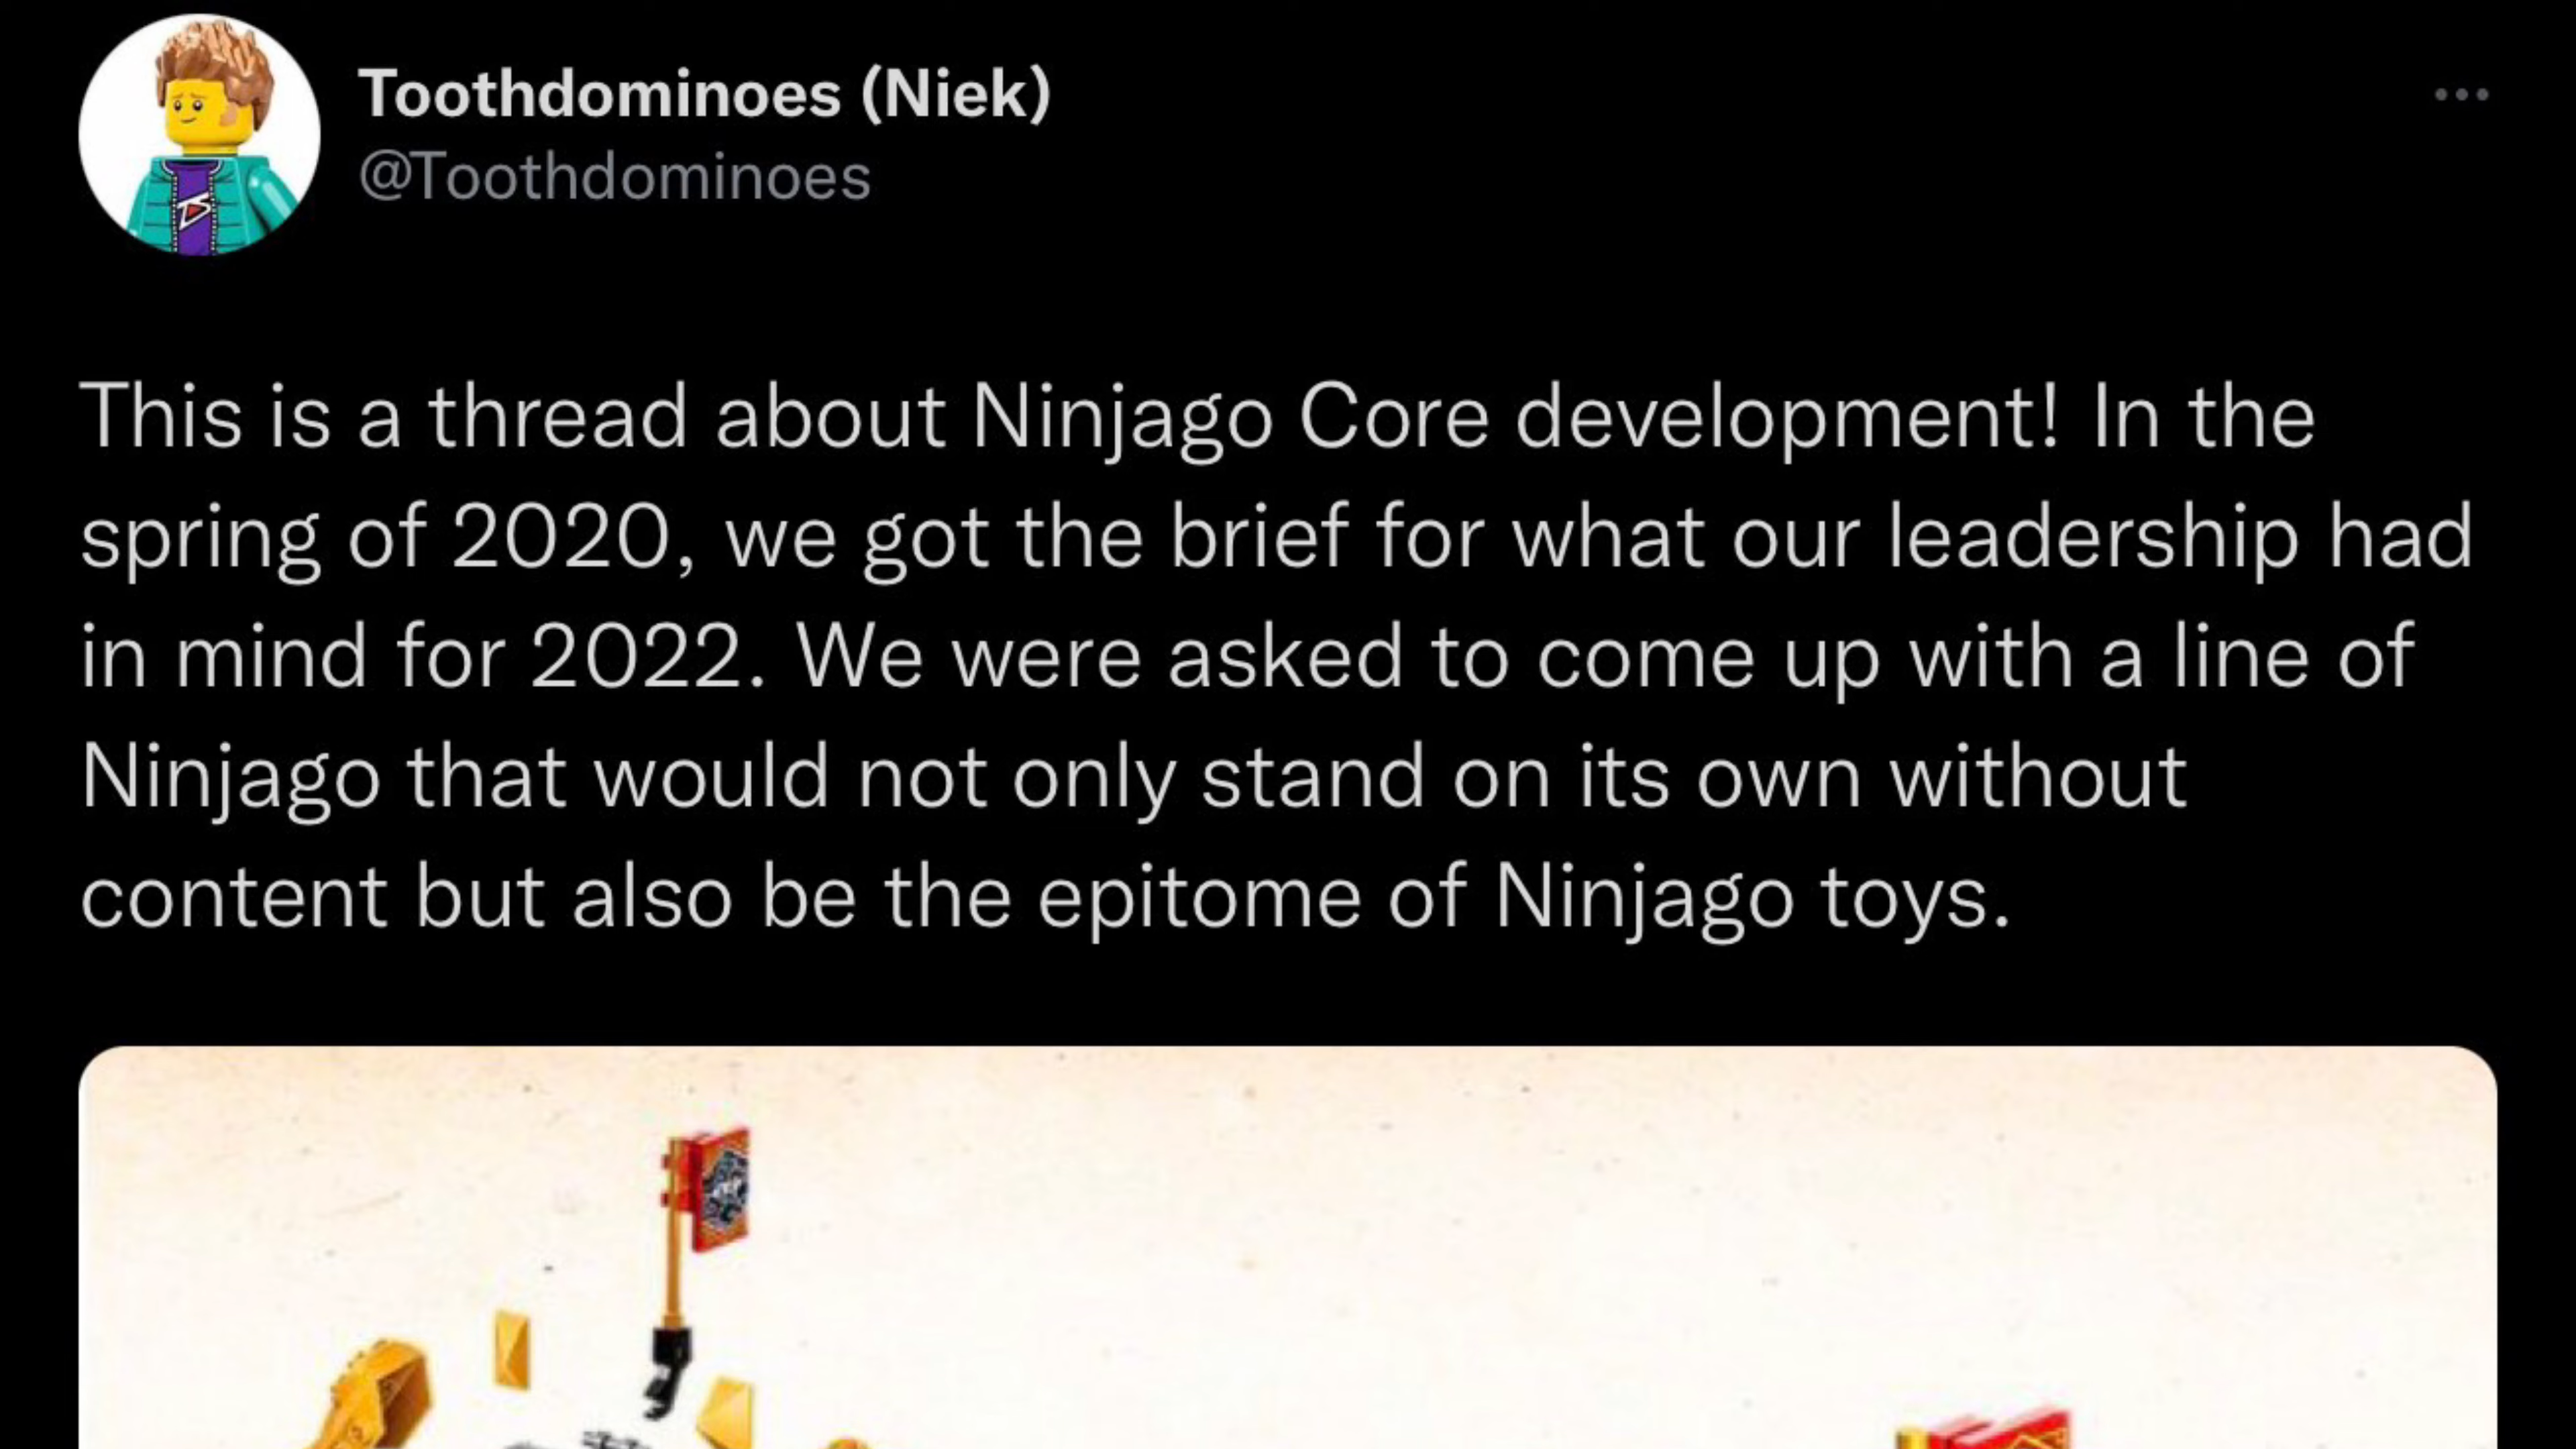 Toothdominoes (Niek)
@Toothdominoes
This is a thread about Ninjago Core development! In the
spring of 2020, we got the brief for what our leadership had
in mind for 2022. We were asked to come up with a line of
Ninjago that would not only stand on its own without
content but also be the epitome of Ninjago toys.